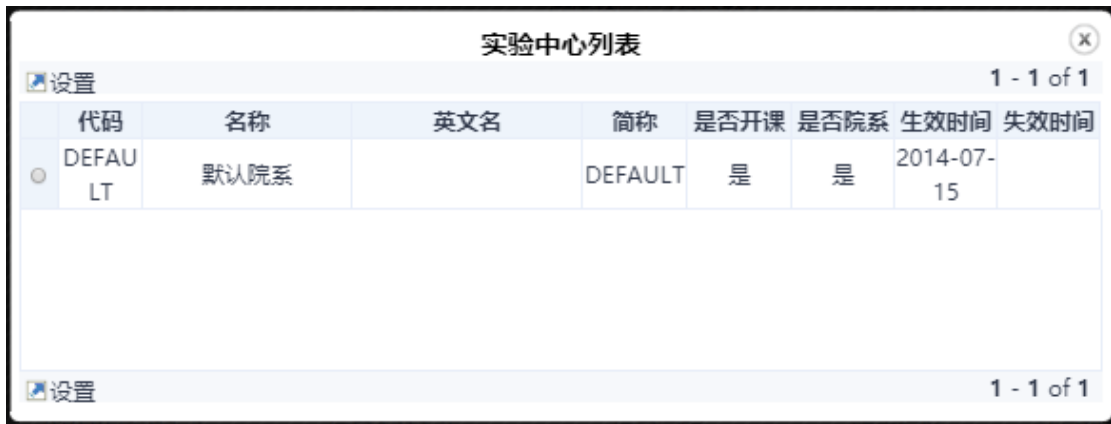 实验中心列表
设置 1 - 1 of 1
代码 名称 英文名 简称 是否开课 是否院系 生效时间 失效时间
DEFAU
LT 默认院系 DEFAULT 是 是 2014-07-
15
设置 1 - 1 of 1